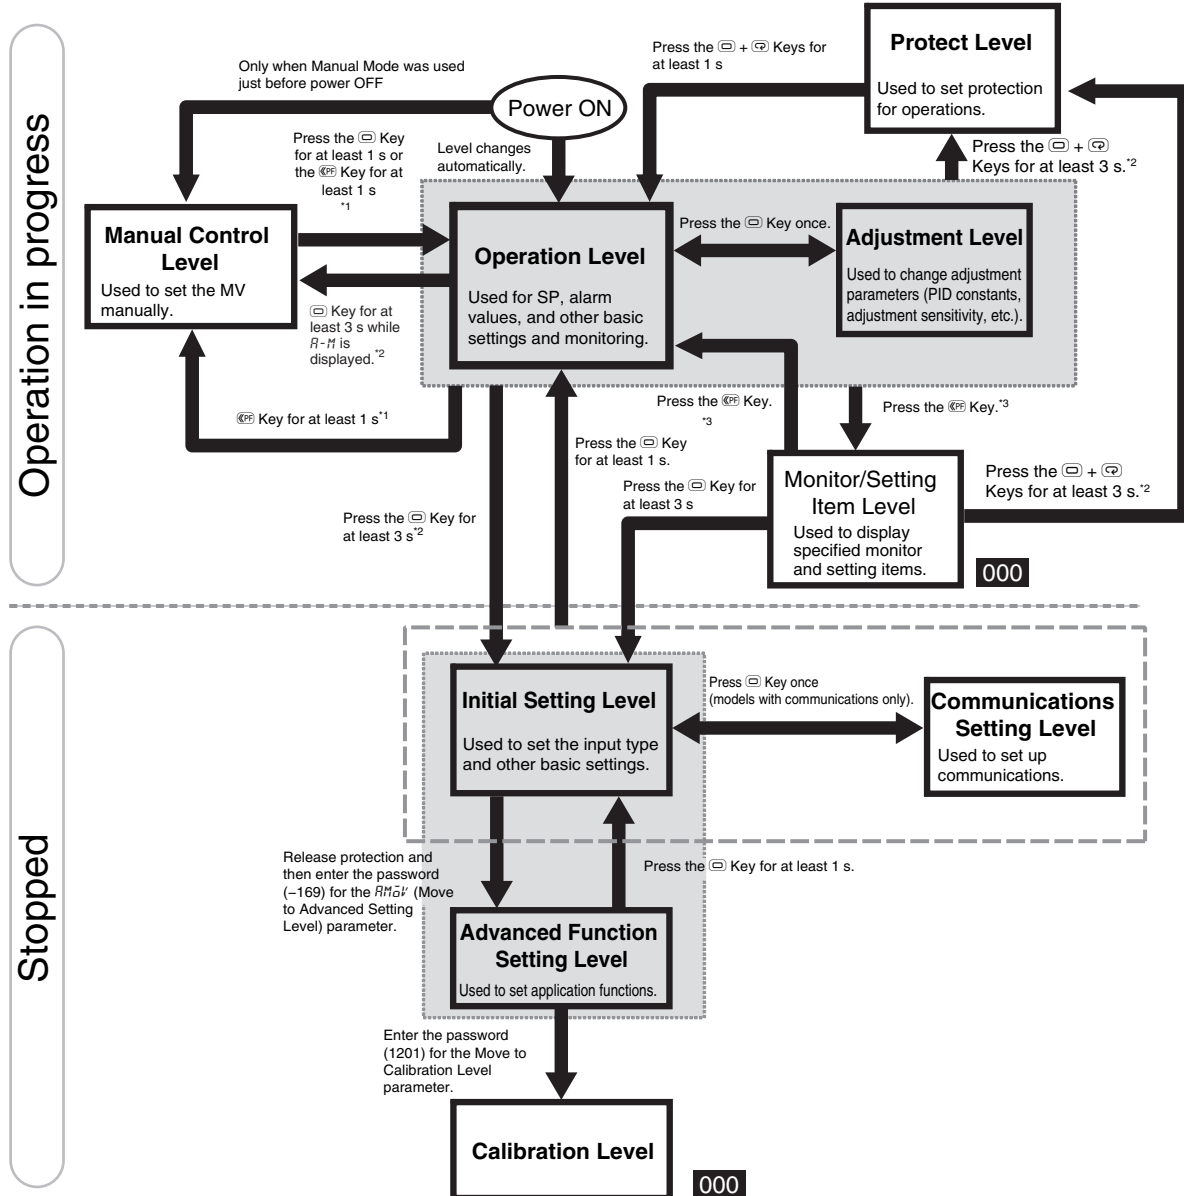 Operation in progress
Protect Level
Used to set protection
for operations.
Press the + Keys for
at least 1 s
Only when Manual Mode was used
just before power OFF
Power ON
Press the Key
for at least 1 s or
the PF Key for at
least 1 s
*1
Level changes
automatically.
Press the +
Keys for at least 3 s.*2
Manual Control
Level
Used to set the MV
manually.
Operation Level
Used for SP, alarm
values, and other basic
settings and monitoring.
Press the Key once.
Adjustment Level
Used to change adjustment
parameters (PID constants,
adjustment sensitivity, etc.).
Key for at
least 3 s while
A-M is
displayed.*2
PF Key for at least 1 s*1
Press the PF Key.
*3
Press the PF Key.*3
Press the Key
for at least 1 s.
Press the Key for
at least 3 s
Monitor/Setting
Item Level
Used to display
specified monitor
and setting items.
Press the +
Keys for at least 3 s.*2
Press the Key for
at least 3 s*2
000
Stopped
Initial Setting Level
Used to set the input type
and other basic settings.
Press Key once
(models with communications only).
Communications
Setting Level
Used to set up
communications.
Release protection and
then enter the password
(−169) for the AMoV (Move
to Advanced Setting
Level) parameter.
Press the Key for at least 1 s.
Advanced Function
Setting Level
Used to set application functions.
Enter the password
(1201) for the Move to
Calibration Level
parameter.
Calibration Level
000